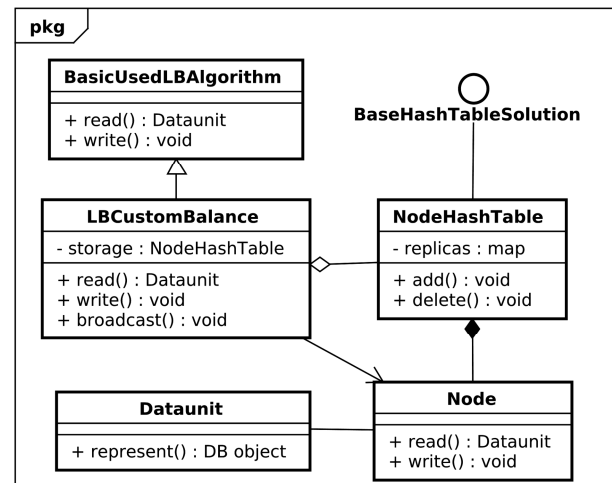 pkg
BasicUsedLBAlgorithm
+ read() : Dataunit
+ write() : void
BaseHashTableSolution
LBCustomBalance
- storage : NodeHashTable
+ read() : Dataunit
+ write() : void
+ broadcast() : void
NodeHashTable
- replicas : map
+ add() : void
+ delete() : void
Dataunit
+ represent() : DB object
Node
+ read() : Dataunit
+ write() : void